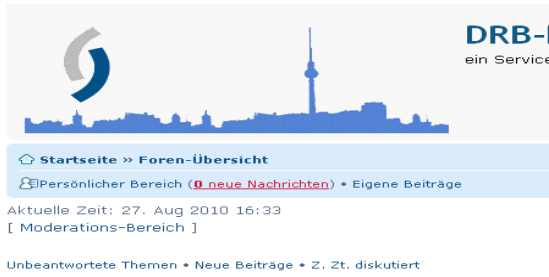 DRB-
ein Service
Startseite » Foren-Übersicht
Persönlicher Bereich (0 neue Nachrichten) • Eigene Beiträge
Aktuelle Zeit: 27. Aug 2010 16:33
[ Moderations-Bereich ]
Unbeantwortete Themen • Neue Beiträge • Z. Zt. diskutiert